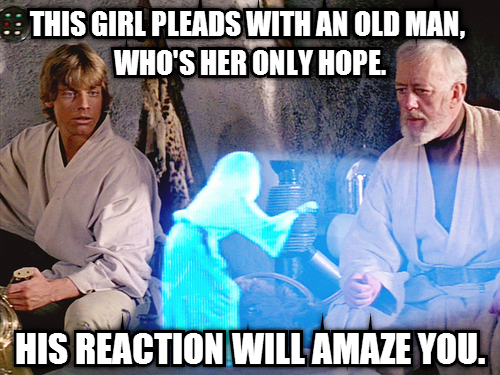 THIS GIRL PLEADS WITH AN OLD MAN,
WHO'S HER ONLY HOPE.
HIS REACTION WILL AMAZE YOU.